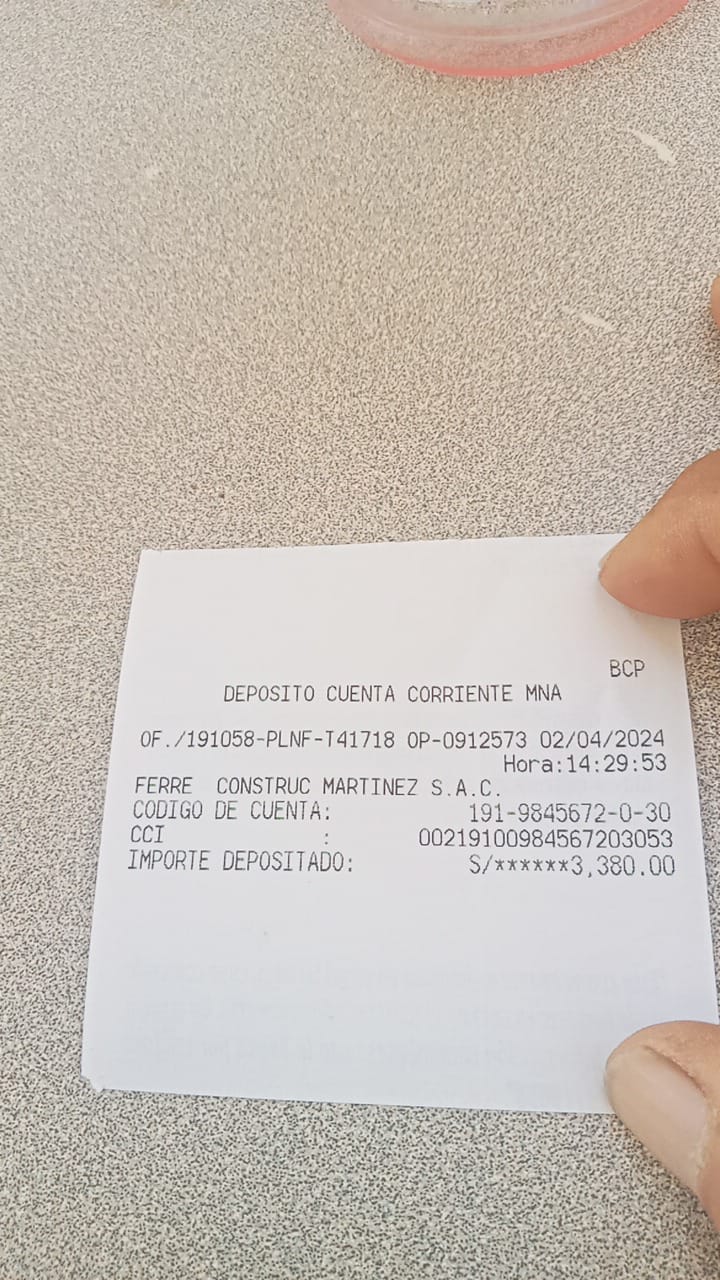 BCP
DEPOSITO CUENTA CORRIENTE MNA
OF./191058-PLNF-T41718 OP-0912573 02/04/2024
Hora:14:29:53
FERRE CONSTRUC MARTINEZ S.A.C.
CODIGO DE CUENTA: 191-9845672-0-30
CCI : 00219100984567203053
IMPORTE DEPOSITADO: S/******3,380.00